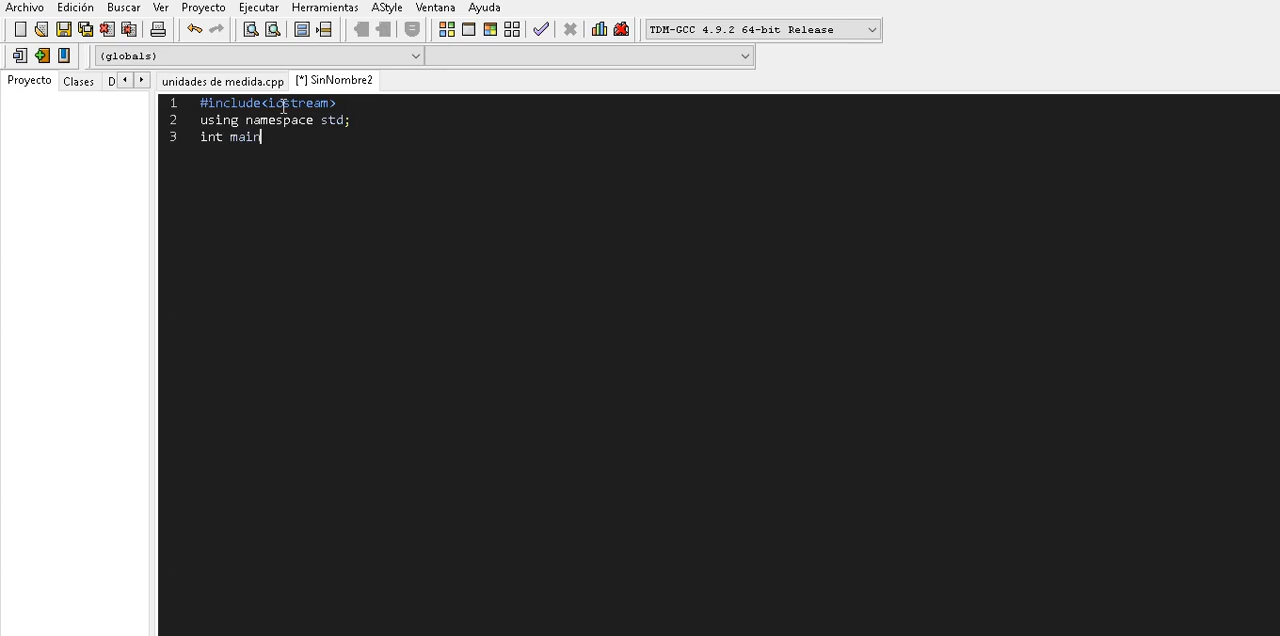 Archivo Edición Buscar Ver Proyecto Ejecutar Herramientas AStyle Ventana Ayuda
TDM-GCC 4.9.2 64-bit Release
(globals)
Proyecto Clases D unidades de medida.cpp [*] SinNombre2
1 #include<iostream>
2 using namespace std;
3 int main